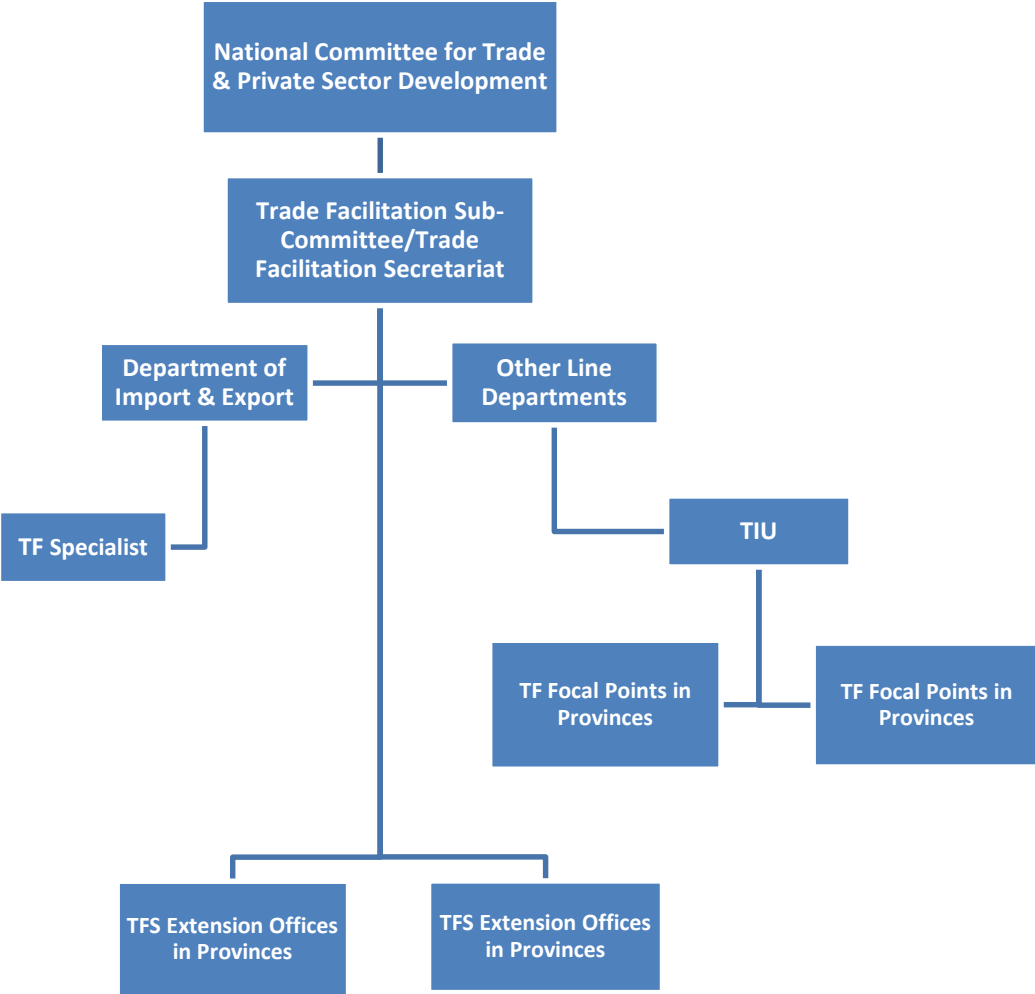 National Committee for Trade
& Private Sector Development
Trade Facilitation Sub-
Committee/Trade
Facilitation Secretariat
Department of
Import & Export
Other Line
Departments
TF Specialist
TIU
TF Focal Points in
Provinces
TF Focal Points in
Provinces
TFS Extension Offices
in Provinces
TFS Extension Offices
in Provinces